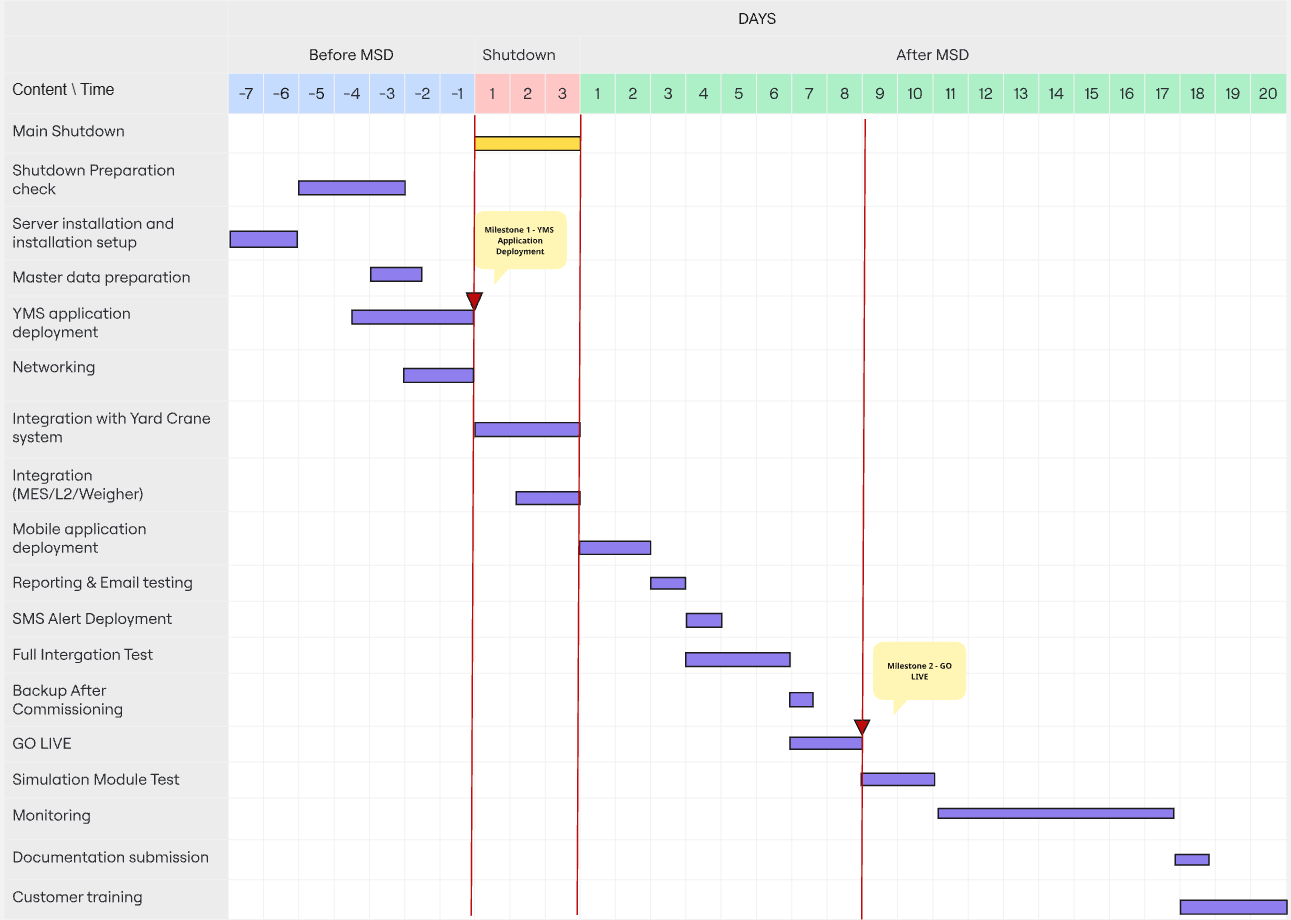 DAYS
Before MSD Shutdown After MSD
Content \ Time -7 -6 -5 -4 -3 -2 -1 1 2 3 1 2 3 4 5 6 7 8 9 10 11 12 13 14 15 16 17 18 19 20
Main Shutdown
Shutdown Preparation
check
Server installation and
installation setup
Milestone 1 - YMS
Application
Deployment
Master data preparation
YMS application
deployment
Networking
Integration with Yard Crane
system
Integration
(MES/L2/Weigher)
Mobile application
deployment
Reporting & Email testing
SMS Alert Deployment
Full Intergation Test
Milestone 2 - GO
LIVE
Backup After
Commissioning
GO LIVE
Simulation Module Test
Monitoring
Documentation submission
Customer training